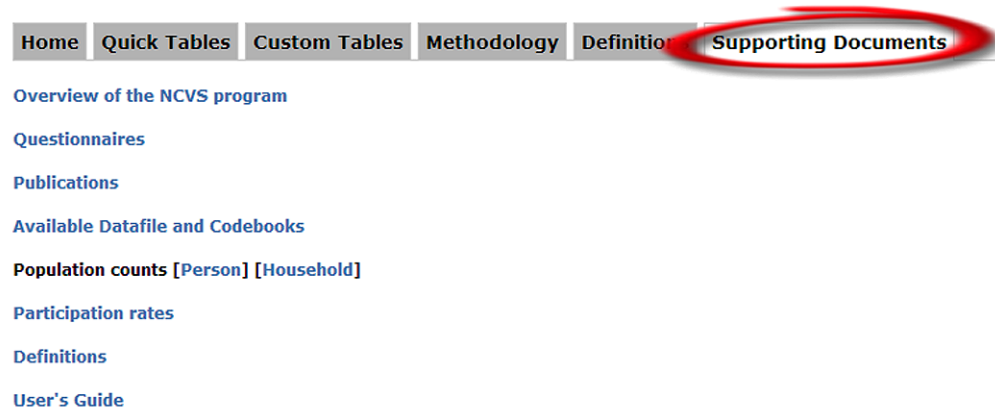 Home Quick Tables Custom Tables Methodology Definitions Supporting Documents
Overview of the NCVS program
Questionnaires
Publications
Available Datafile and Codebooks
Population counts [Person] [Household]
Participation rates
Definitions
User's Guide